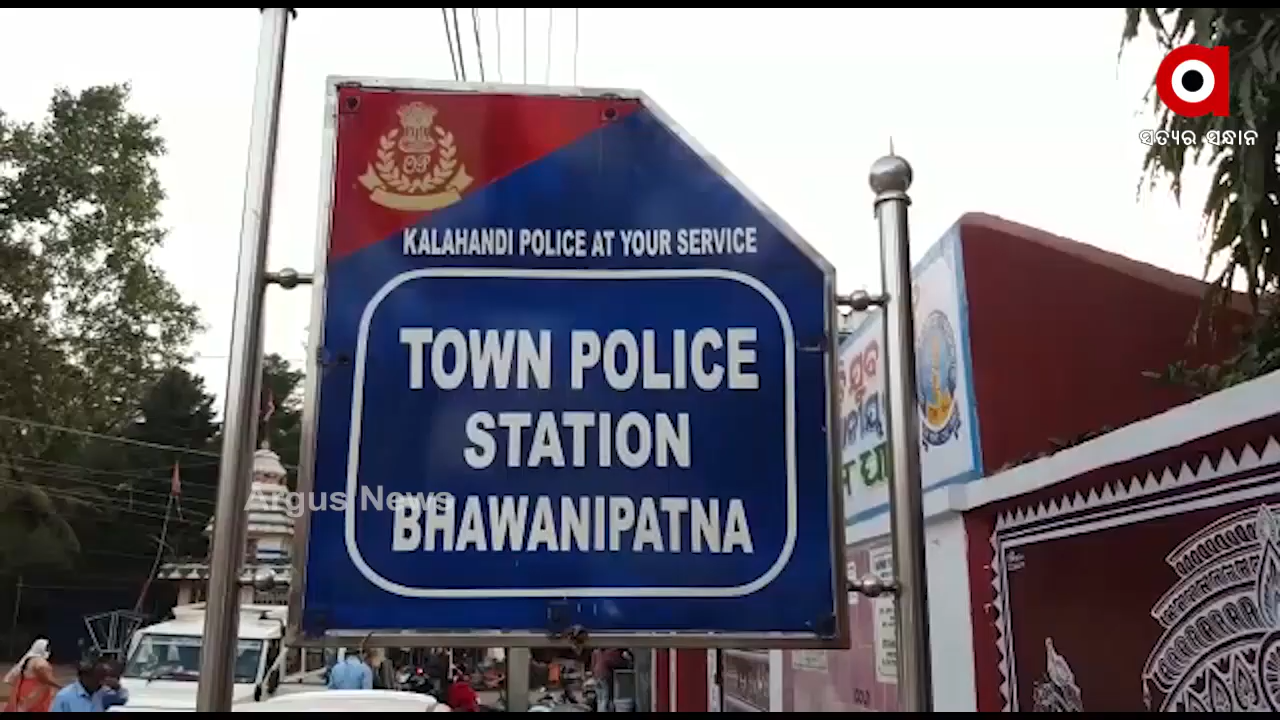 ସତ୍ୟର ସନ୍ଧାନ
KALAHANDI POLICE AT YOUR SERVICE
TOWN POLICE
STATION
BHAWANIPATNA
Argus News